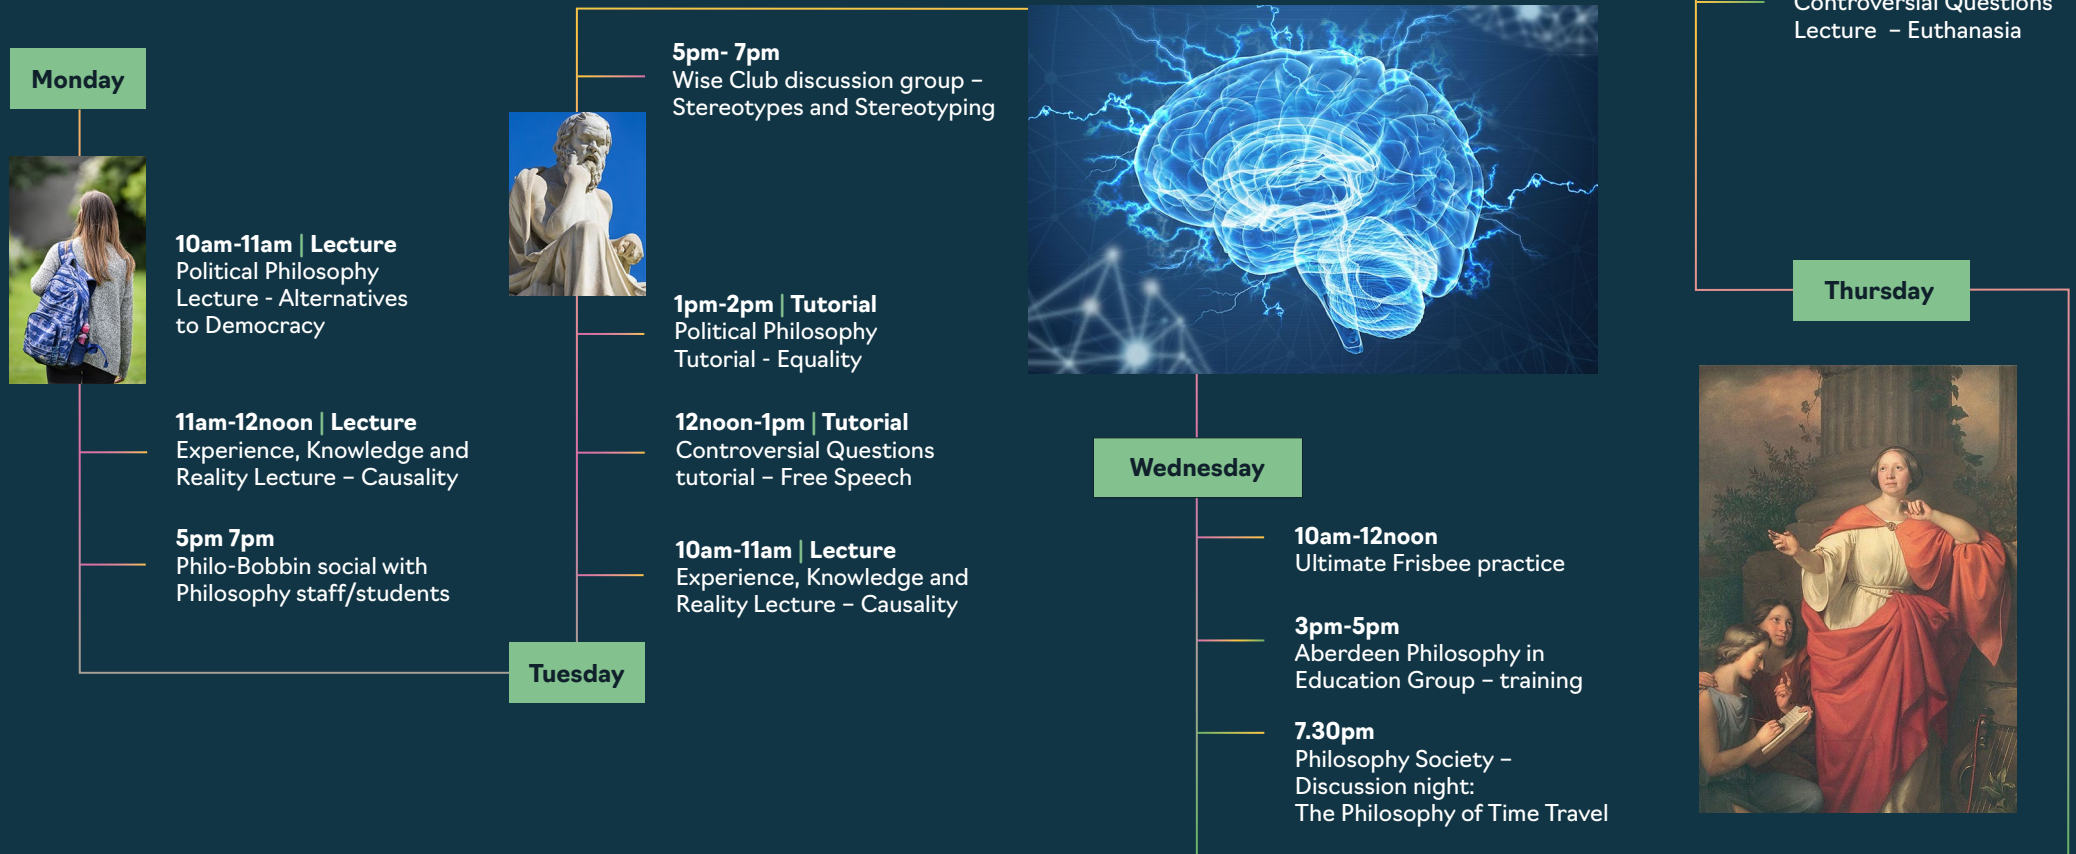 Monday
10am-11am | Lecture
Political Philosophy
Lecture - Alternatives
to Democracy
11am-12noon | Lecture
Experience, Knowledge and
Reality Lecture – Causality
5pm 7pm
Philo-Bobbin social with
Philosophy staff/students
5pm- 7pm
Wise Club discussion group –
Stereotypes and Stereotyping
1pm-2pm | Tutorial
Political Philosophy
Tutorial - Equality
12noon-1pm | Tutorial
Controversial Questions
tutorial – Free Speech
10am-11am | Lecture
Experience, Knowledge and
Reality Lecture – Causality
Tuesday
Wednesday
10am-12noon
Ultimate Frisbee practice
3pm-5pm
Aberdeen Philosophy in
Education Group – training
7.30pm
Philosophy Society –
Discussion night:
The Philosophy of Time Travel
Controversial Questions
Lecture – Euthanasia
Thursday